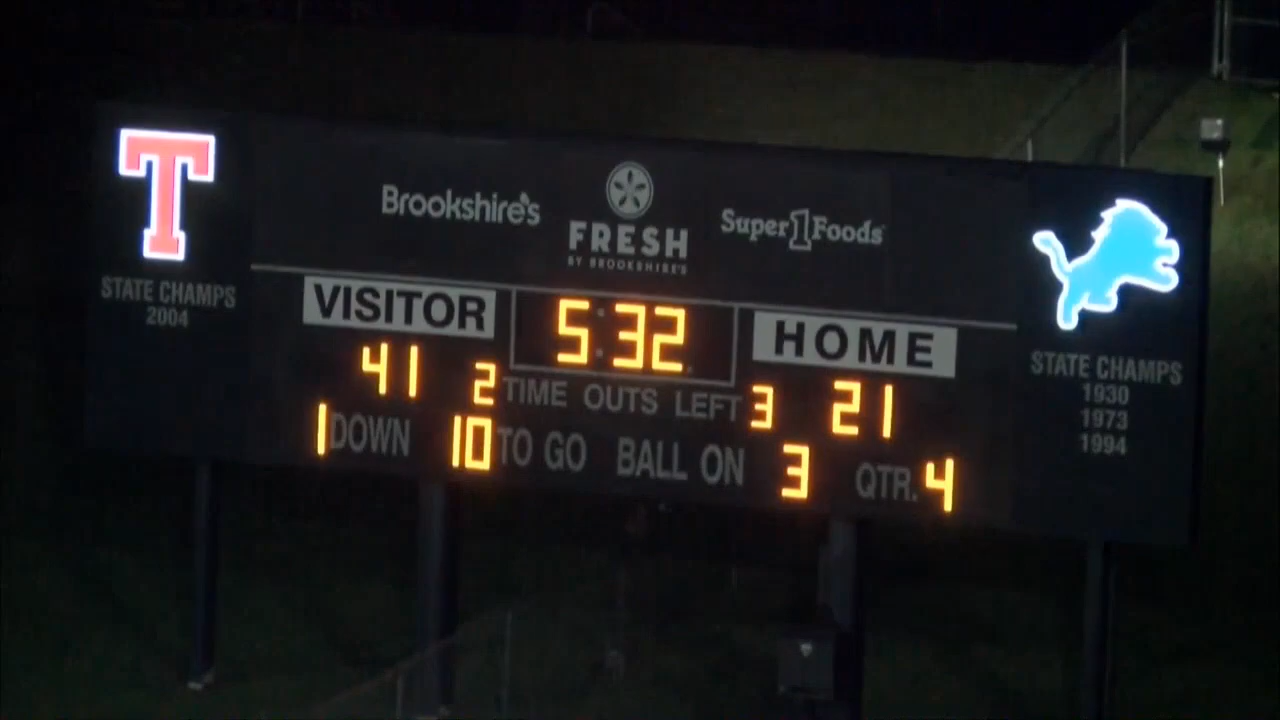 T
Brookshire's
FRESH
BY BROOKSHIRE'S
Super 1 Foods
STATE CHAMPS
2004
VISITOR
5:32
HOME
STATE CHAMPS
1930
1973
1994
41 2 TIME OUTS LEFT 3 21
1 DOWN 10 TO GO BALL ON 3 QTR. 4